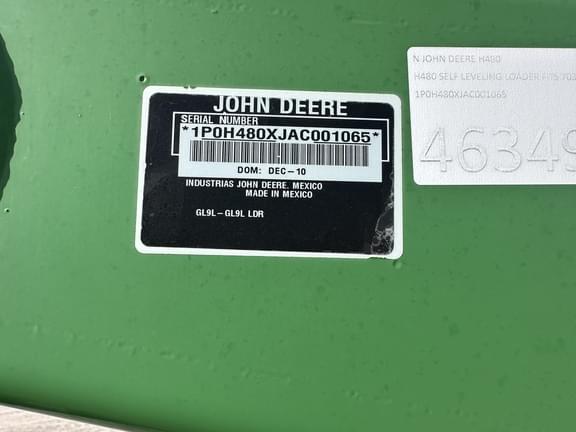 JOHN DEERE
SERIAL NUMBER
*1P0H480XJAC001065*
DOM: DEC-10
INDUSTRIAS JOHN DEERE. MEXICO
MADE IN MEXICO
GL9L-GL9L LDR
N JOHN DEERE H480
H480 SELF LEVELING LOADER FITS 703
1P0H480XJAC001065
46349